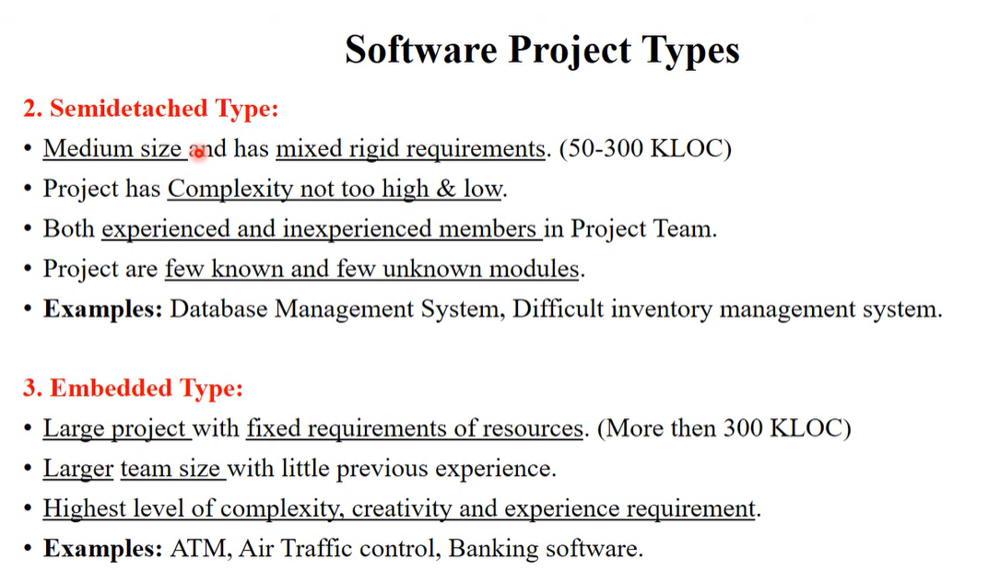 Software Project Types
2. Semidetached Type:
• Medium size and has mixed rigid requirements. (50-300 KLOC)
• Project has Complexity not too high & low.
• Both experienced and inexperienced members in Project Team.
• Project are few known and few unknown modules.
• Examples: Database Management System, Difficult inventory management system.
3. Embedded Type:
• Large project with fixed requirements of resources. (More then 300 KLOC)
• Larger team size with little previous experience.
• Highest level of complexity, creativity and experience requirement.
• Examples: ATM, Air Traffic control, Banking software.